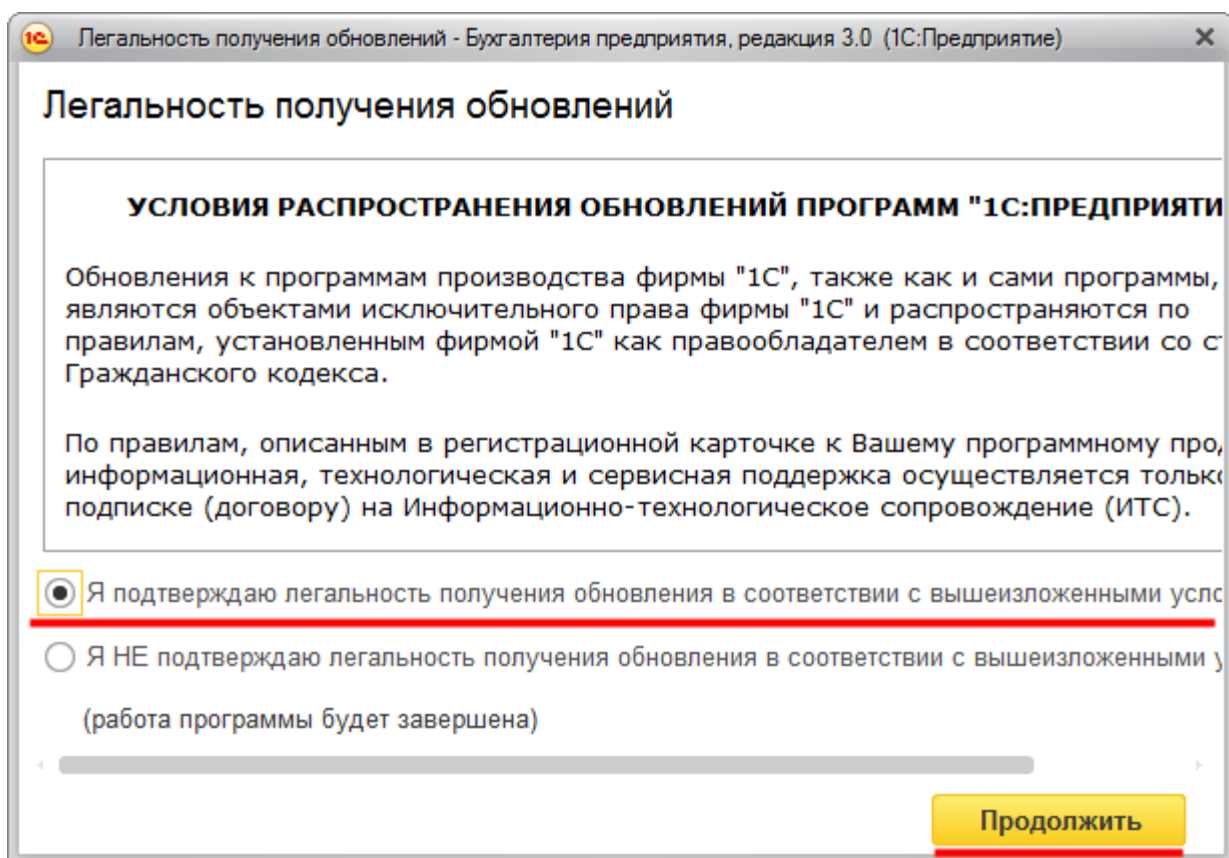 1С Легальность получения обновлений - Бухгалтерия предприятия, редакция 3.0 (1С:Предприятие)
Легальность получения обновлений
УСЛОВИЯ РАСПРОСТРАНЕНИЯ ОБНОВЛЕНИЙ ПРОГРАММ "1С:ПРЕДПРИЯТИ
Обновления к программам производства фирмы "1С", также как и сами программы,
являются объектами исключительного права фирмы "1С" и распространяются по
правилам, установленным фирмой "1С" как правообладателем в соответствии со ст
Гражданского кодекса.
По правилам, описанным в регистрационной карточке к Вашему программному прод
информационная, технологическая и сервисная поддержка осуществляется только
подписке (договору) на Информационно-технологическое сопровождение (ИТС).
Я подтверждаю легальность получения обновления в соответствии с вышеизложенными усло
Я НЕ подтверждаю легальность получения обновления в соответствии с вышеизложенными у
(работа программы будет завершена)
Продолжить